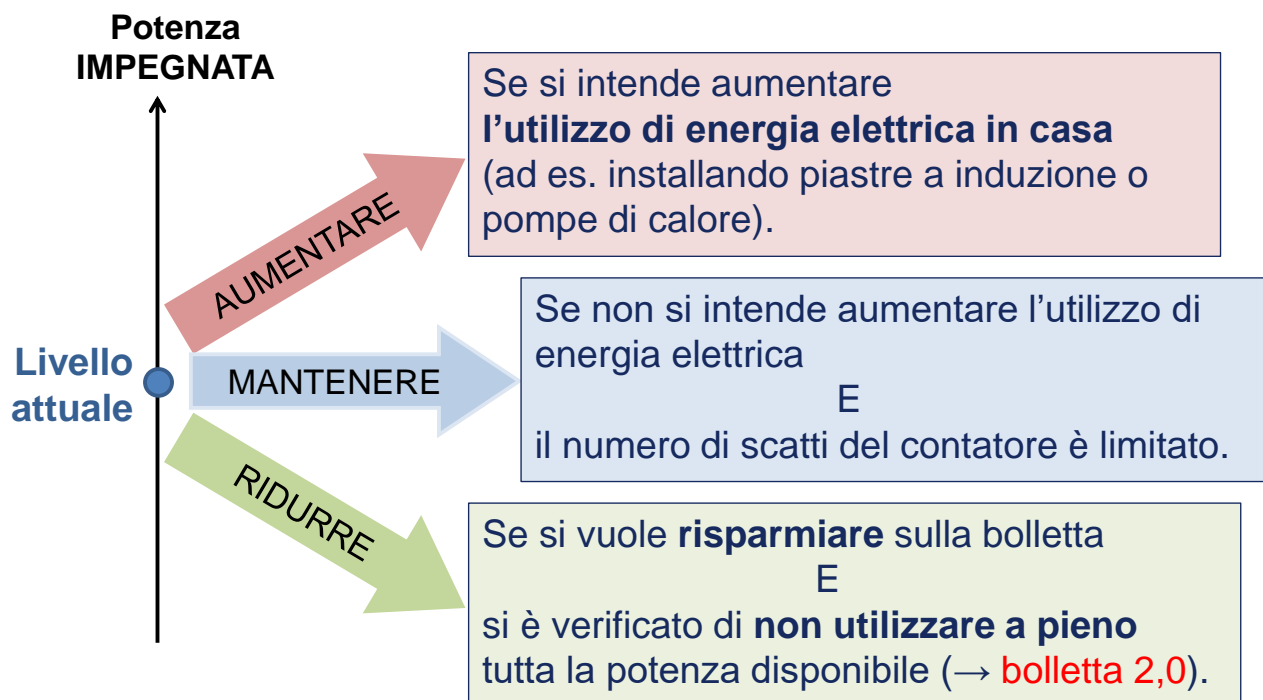 Potenza
IMPEGNATA
Se si intende aumentare
l’utilizzo di energia elettrica in casa
(ad es. installando piastre a induzione o
pompe di calore).
AUMENTARE
Livello
attuale
MANTENERE
Se non si intende aumentare l’utilizzo di
energia elettrica
E
il numero di scatti del contatore è limitato.
RIDURRE
Se si vuole risparmiare sulla bolletta
E
si è verificato di non utilizzare a pieno
tutta la potenza disponibile (→ bolletta 2,0).